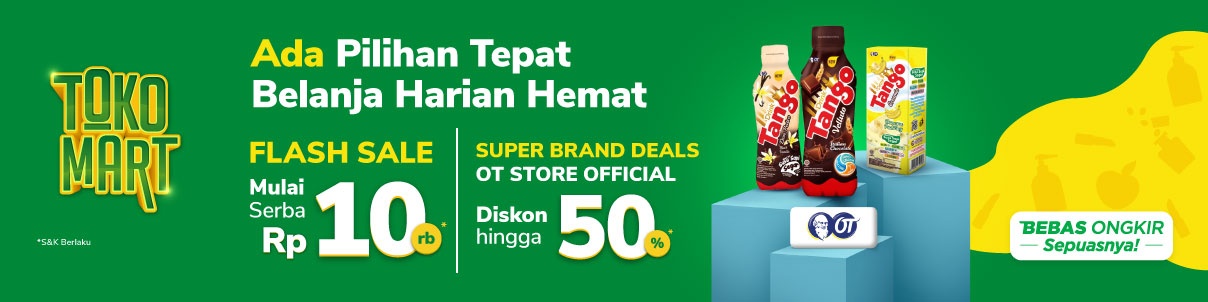 TOKO
MART
*S&K Berlaku
Ada Pilihan Tepat
Belanja Harian Hemat
FLASH SALE
Mulai
Serba
Rp 10 rb*
SUPER BRAND DEALS
OT STORE OFFICIAL
Diskon
hingga
50 %*
Tango
Tango
Velluto
Tango
OT
BEBAS ONGKIR
Sepuasnya!